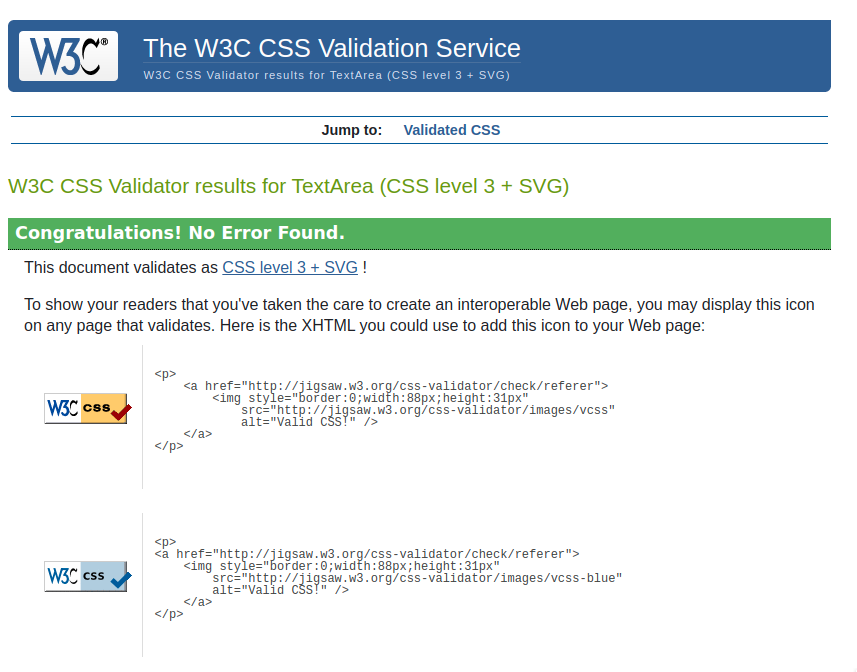 W3C®
The W3C CSS Validation Service
W3C CSS Validator results for TextArea (CSS level 3 + SVG)
Jump to: Validated CSS
W3C CSS Validator results for TextArea (CSS level 3 + SVG)
Congratulations! No Error Found.
This document validates as CSS level 3 + SVG !
To show your readers that you've taken the care to create an interoperable Web page, you may display this icon
on any page that validates. Here is the XHTML you could use to add this icon to your Web page:
W3C css
<p>
    <a href="http://jigsaw.w3.org/css-validator/check/referer">
        <img style="border:0;width:88px;height:31px"
            src="http://jigsaw.w3.org/css-validator/images/vcss"
            alt="Valid CSS!" />
    </a>
</p>
W3C css
<p>
<a href="http://jigsaw.w3.org/css-validator/check/referer">
    <img style="border:0;width:88px;height:31px"
        src="http://jigsaw.w3.org/css-validator/images/vcss-blue"
        alt="Valid CSS!" />
    </a>
</p>